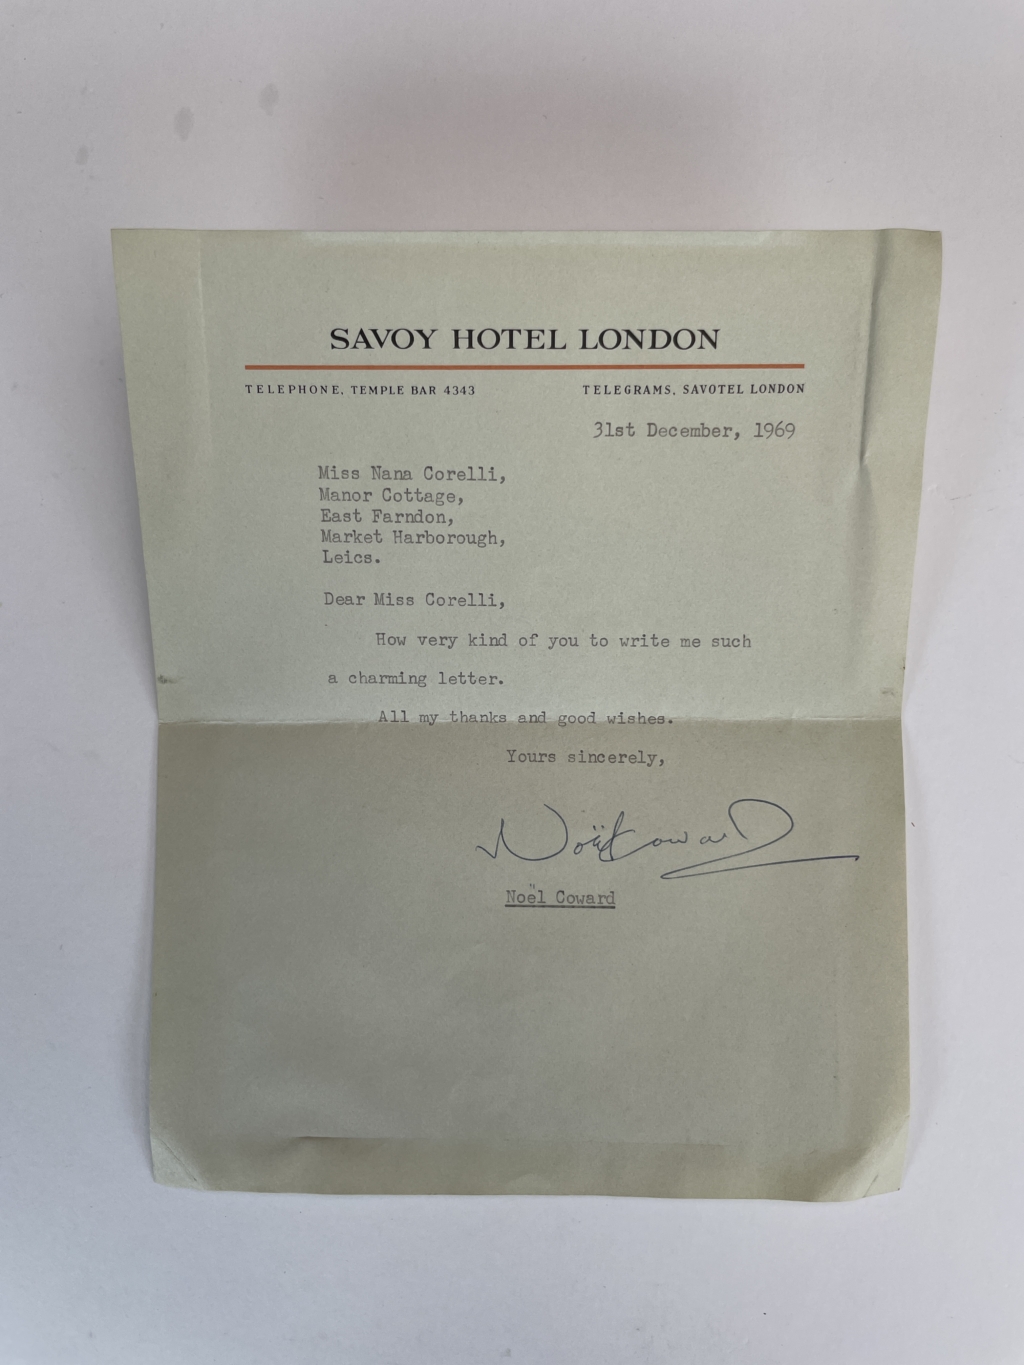 SAVOY HOTEL LONDON
TELEPHONE, TEMPLE BAR 4343 TELEGRAMS, SAVOTEL LONDON
31st December, 1969
Miss Nana Corelli,
Manor Cottage,
East Farndon,
Market Harborough,
Leics.
Dear Miss Corelli,
How very kind of you to write me such
a charming letter.
All my thanks and good wishes.
Yours sincerely,
Noël Coward
Noël Coward